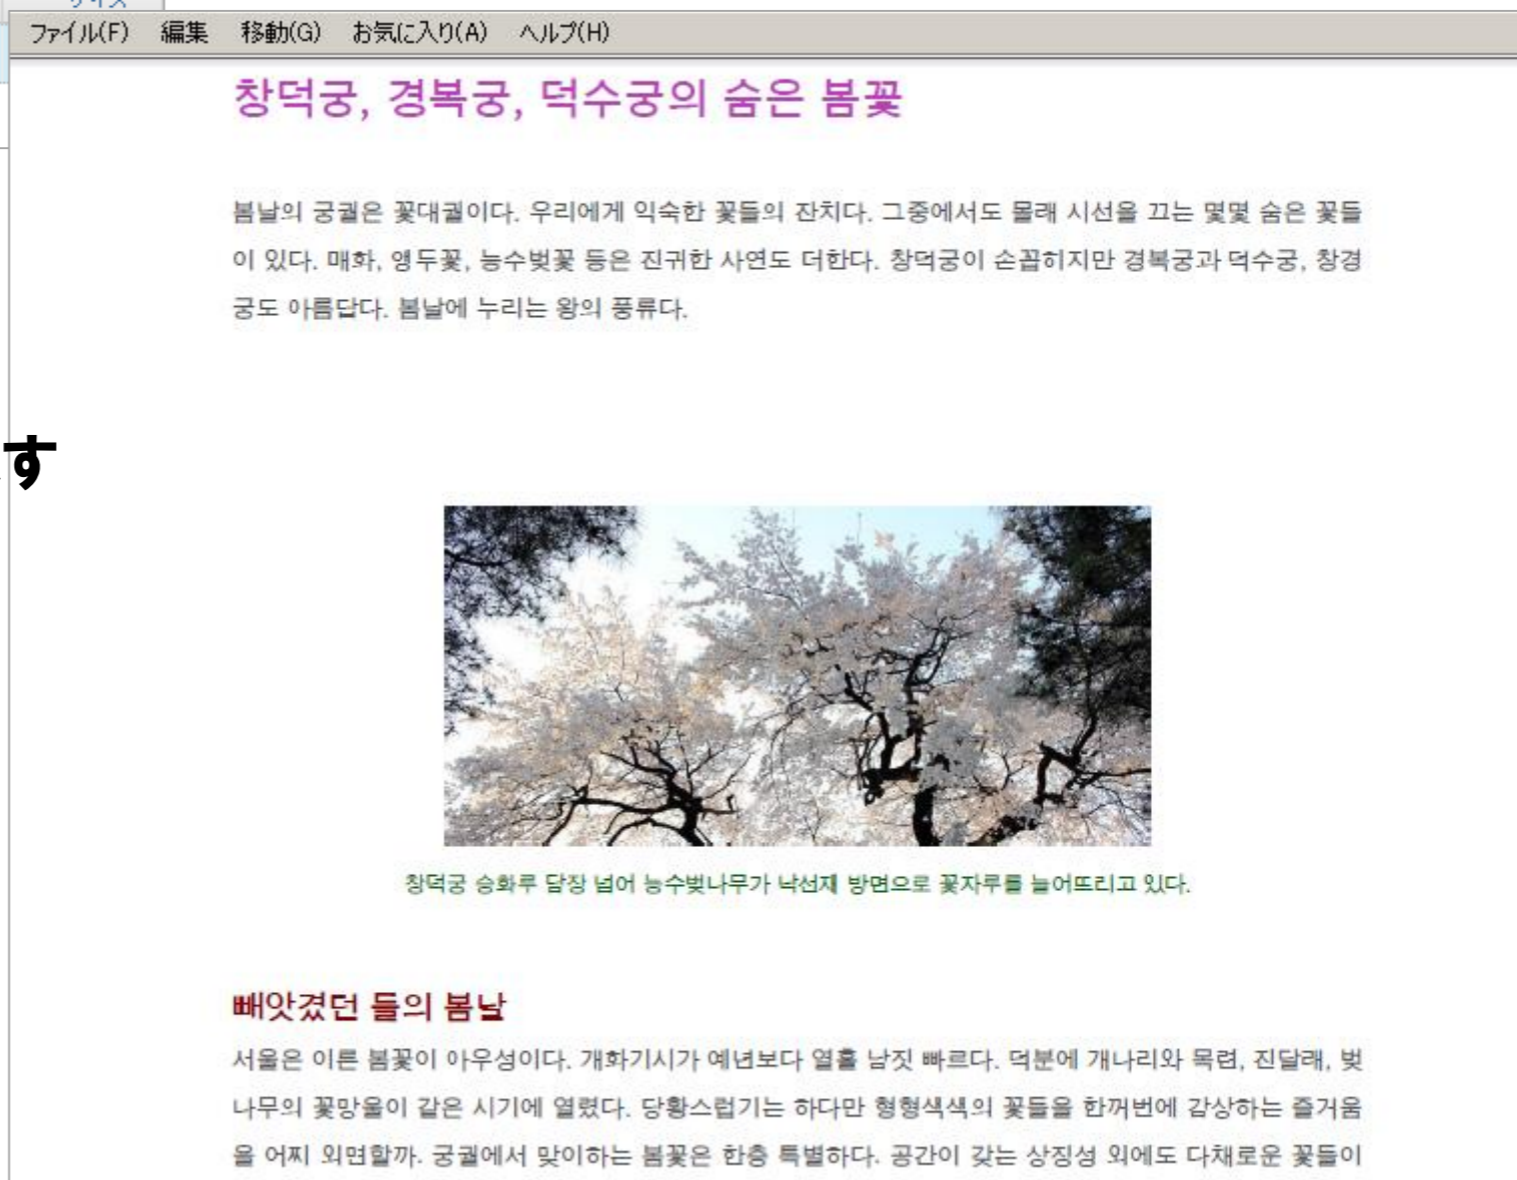 サイズ
ファイル(F) 編集 移動(G) お気に入り(A) ヘルプ(H)
창덕궁, 경복궁, 덕수궁의 숨은 봄꽃
봄날의 궁궐은 꽃대궐이다. 우리에게 익숙한 꽃들의 잔치다. 그중에서도 몰래 시선을 끄는 몇몇 숨은 꽃들
이 있다. 매화, 앵두꽃, 능수벚꽃 등은 진귀한 사연도 더한다. 창덕궁이 손꼽히지만 경복궁과 덕수궁, 창경
궁도 아름답다. 봄날에 누리는 왕의 풍류다.
す
창덕궁 승화루 담장 넘어 능수벚나무가 낙선재 방면으로 꽃자루를 늘어뜨리고 있다.
빼앗겼던 들의 봄날
서울은 이른 봄꽃이 아우성이다. 개화기시가 예년보다 열흘 남짓 빠르다. 덕분에 개나리와 목련, 진달래, 벚
나무의 꽃망울이 같은 시기에 열렸다. 당황스럽기는 하다만 형형색색의 꽃들을 한꺼번에 감상하는 즐거움
을 어찌 외면할까. 궁궐에서 맞이하는 봄꽃은 한층 특별하다. 공간이 갖는 상징성 외에도 다채로운 꽃들이